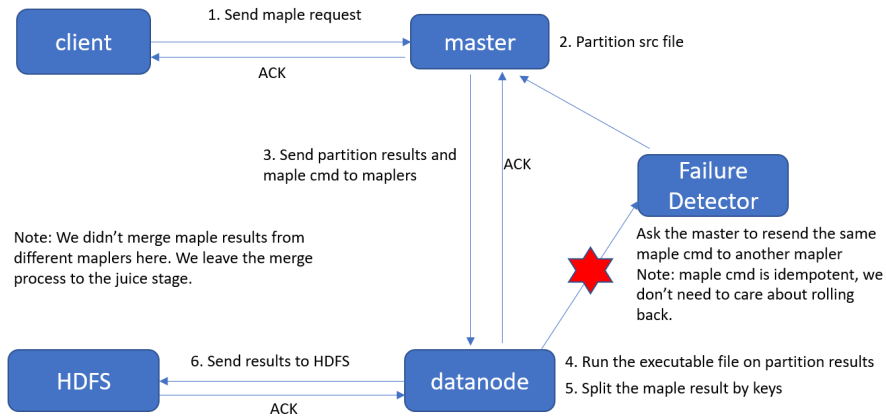 1. Send maple request
client
master
2. Partition src file
ACK
3. Send partition results and
maple cmd to maplers
ACK
Failure
Detector
Note: We didn’t merge maple results from
different maplers here. We leave the merge
process to the juice stage.
Ask the master to resend the same
maple cmd to another mapler
Note: maple cmd is idempotent, we
don’t need to care about rolling
back.
6. Send results to HDFS
HDFS
datanode
4. Run the executable file on partition results
5. Split the maple result by keys
ACK